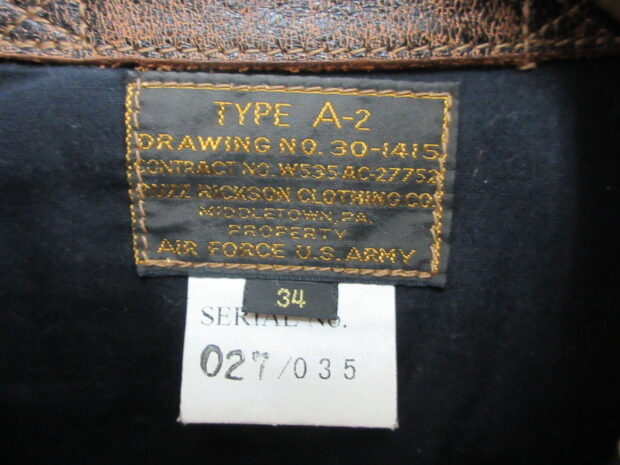 TYPE A-2
DRAWING NO. 30-1415
CONTRACT NO. W535 AC-27752
BUZZ RICKSON CLOTHING CO.
MIDDLETOWN, PA.
PROPERTY
AIR FORCE U.S. ARMY
34
SERIAL NO.
027/035